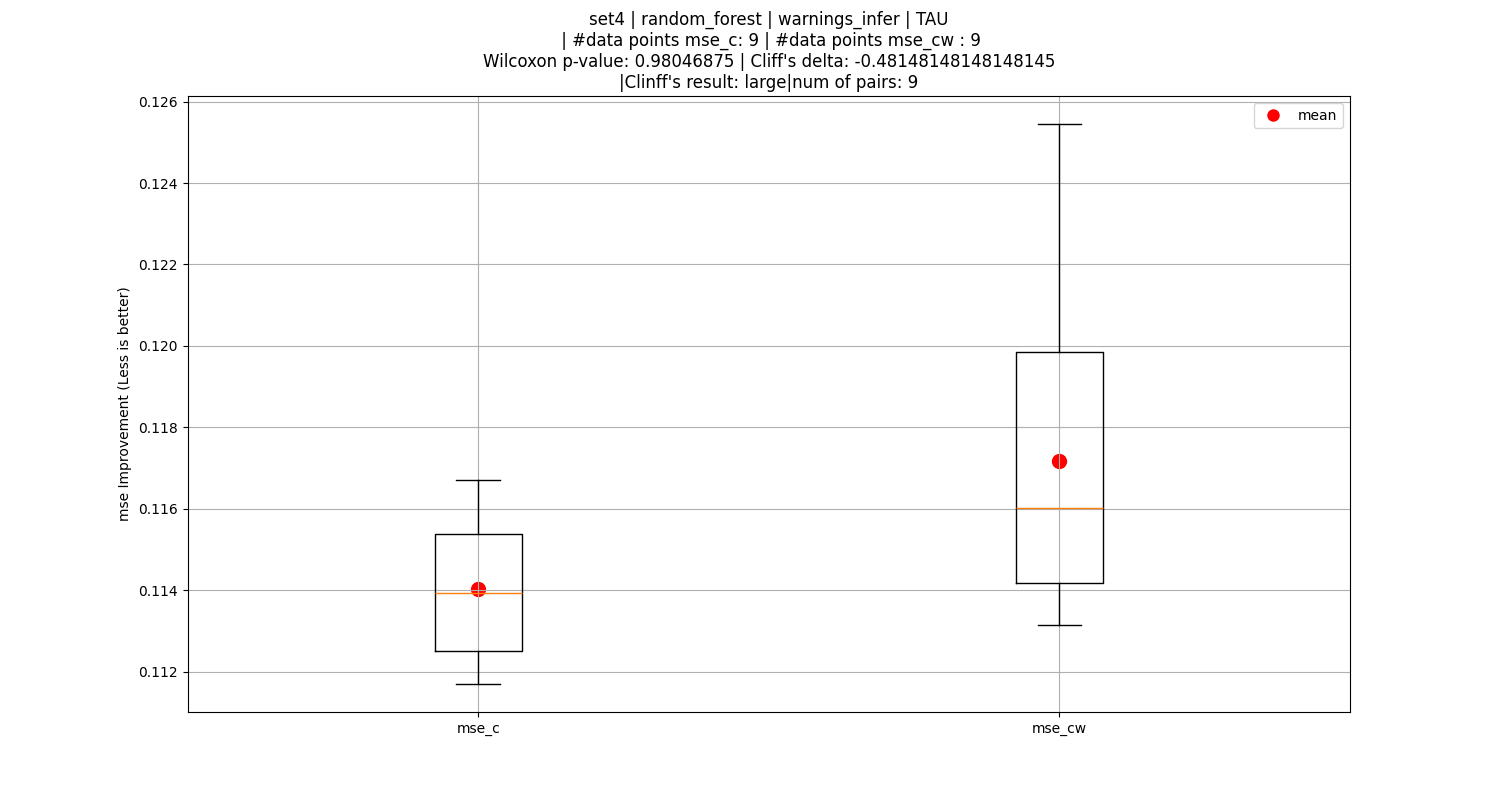 set4 | random_forest | warnings_infer | TAU
| #data points mse_c: 9 | #data points mse_cw : 9
Wilcoxon p-value: 0.98046875 | Cliff's delta: -0.48148148148148145
|Clinff's result: large|num of pairs: 9
mean
0.126
0.124
0.122
0.120
0.118
0.116
0.114
0.112
mse Improvement (Less is better)
mse_c
mse_cw